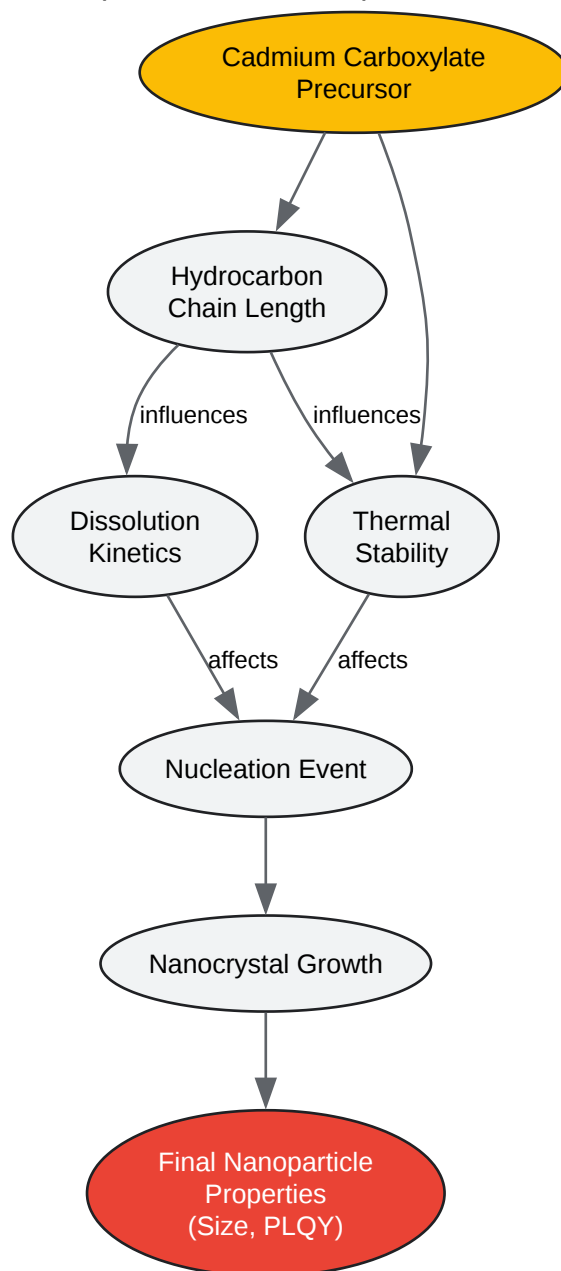 Cadmium Carboxylate
Precursor
Hydrocarbon
Chain Length
influences
influences
Dissolution
Kinetics
Thermal
Stability
affects
affects
Nucleation Event
Nanocrystal Growth
Final Nanoparticle
Properties
(Size, PLQY)